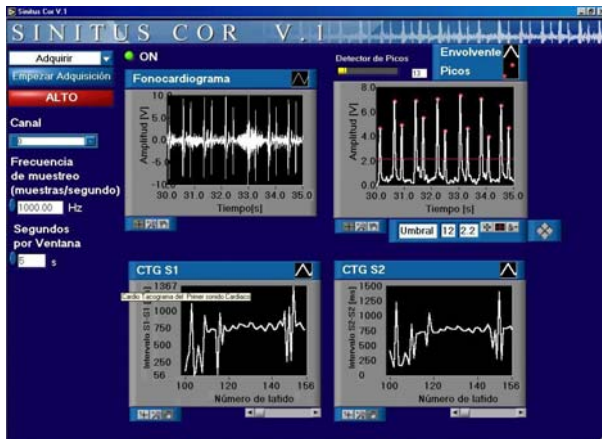 Sinitus Cor V.1
SINITUS COR V.1
Adquirir
Empezar Adquisición
ALTO
Canal
0
Frecuencia
de muestreo
(muestras/segundo)
1000.00 Hz
Segundos
por Ventana
5 s
ON
Fonocardiograma
Amplitud [V]
10.0
5.0
0.0
-5.0
-10.0
30.0 31.0 32.0 33.0 34.0 35.0
Tiempo[s]
Detector de Picos
13
Envolvente
Picos
Amplitud [V]
8.0
6.0
4.0
2.0
0.0
30.0 31.0 32.0 33.0 34.0 35.0
Tiempo [s]
Umbral 12 2.2
CTG S1
Cardio Tacograma del Primer sonido Cardiaco
Intervalo S1-S1 [ms]
1367
1000
750
500
250
56
100 120 140 156
Número de latido
CTG S2
Intervalo S2-S2 [ms]
1500
1250
1000
750
500
250
0
100 120 140 156
Número de latido